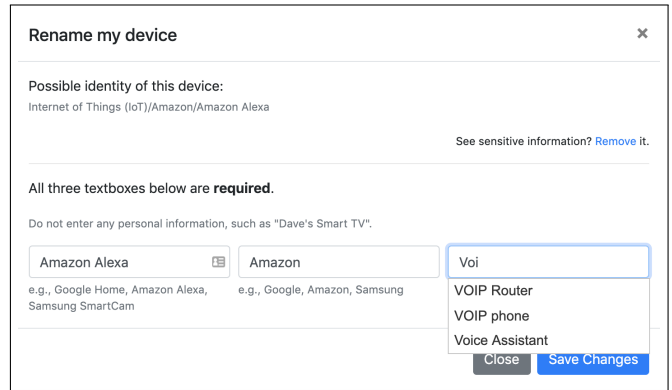 Rename my device ×
Possible identity of this device:
Internet of Things (IoT)/Amazon/Amazon Alexa
See sensitive information? Remove it.
All three textboxes below are required.
Do not enter any personal information, such as "Dave's Smart TV".
Amazon Alexa
Amazon
Voi
e.g., Google Home, Amazon Alexa,
Samsung SmartCam
e.g., Google, Amazon, Samsung
VOIP Router
VOIP phone
Voice Assistant
Close
Save Changes